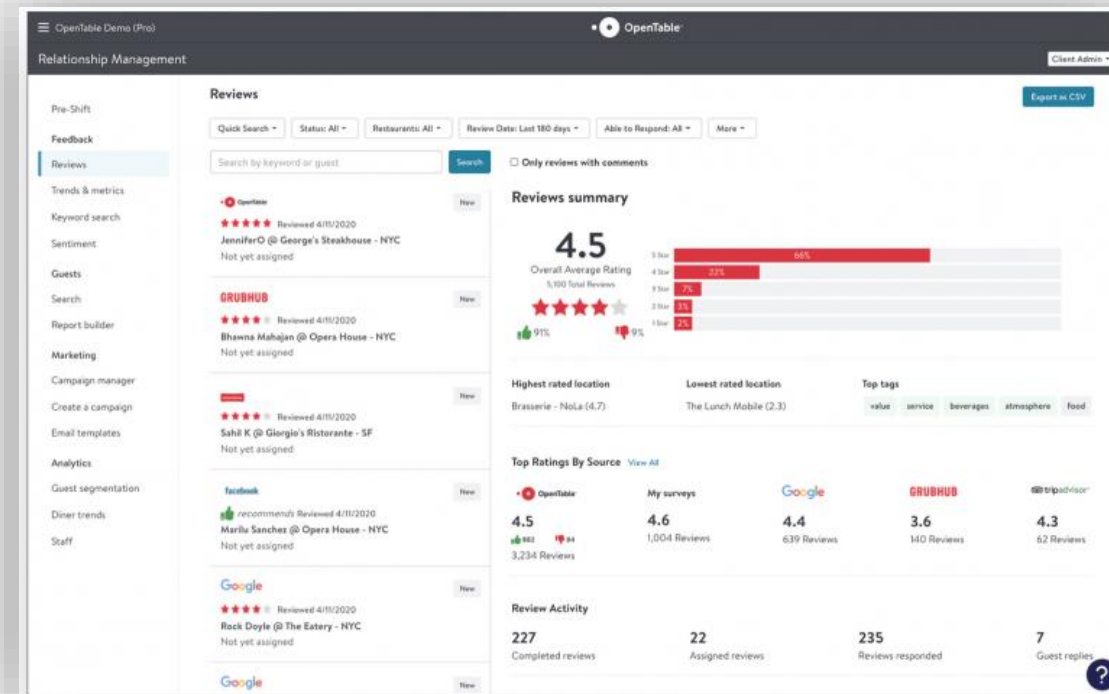 OpenTable Demo (Pro)
OpenTable
Relationship Management
Client Admin
Pre-Shift
Feedback
Reviews
Trends & metrics
Keyword search
Sentiment
Guests
Search
Report builder
Marketing
Campaign manager
Create a campaign
Email templates
Analytics
Guest segmentation
Diner trends
Staff
Reviews
Export as CSV
Quick Search
Status: All
Restaurants: All
Review Date: Last 180 days
Able to Respond: All
More
Search by keyword or guest
Search
Only reviews with comments
OpenTable
New
Reviewed 4/11/2020
JenniferO @ George's Steakhouse - NYC
Not yet assigned
GRUBHUB
New
Reviewed 4/11/2020
Bhawna Mahajan @ Opera House - NYC
Not yet assigned
New
Reviewed 4/11/2020
Sahil K @ Giorgio's Ristorante - SF
Not yet assigned
facebook
New
recommends Reviewed 4/11/2020
Marilu Sanchez @ Opera House - NYC
Not yet assigned
Google
New
Reviewed 4/11/2020
Rock Doyle @ The Eatery - NYC
Not yet assigned
Google
New
Reviews summary
4.5
Overall Average Rating
5,100 Total Reviews
91%
9%
5 Star 66%
4 Star 22%
3 Star 7%
2 Star 3%
1 Star 2%
Highest rated location
Brasserie - NoLa (4.7)
Lowest rated location
The Lunch Mobile (2.3)
Top tags
value service beverages atmosphere food
Top Ratings By Source View All
OpenTable
4.5
982 84
3,234 Reviews
My surveys
4.6
1,004 Reviews
Google
4.4
639 Reviews
GRUBHUB
3.6
140 Reviews
tripadvisor
4.3
62 Reviews
Review Activity
227
Completed reviews
22
Assigned reviews
235
Reviews responded
7
Guest replies
?